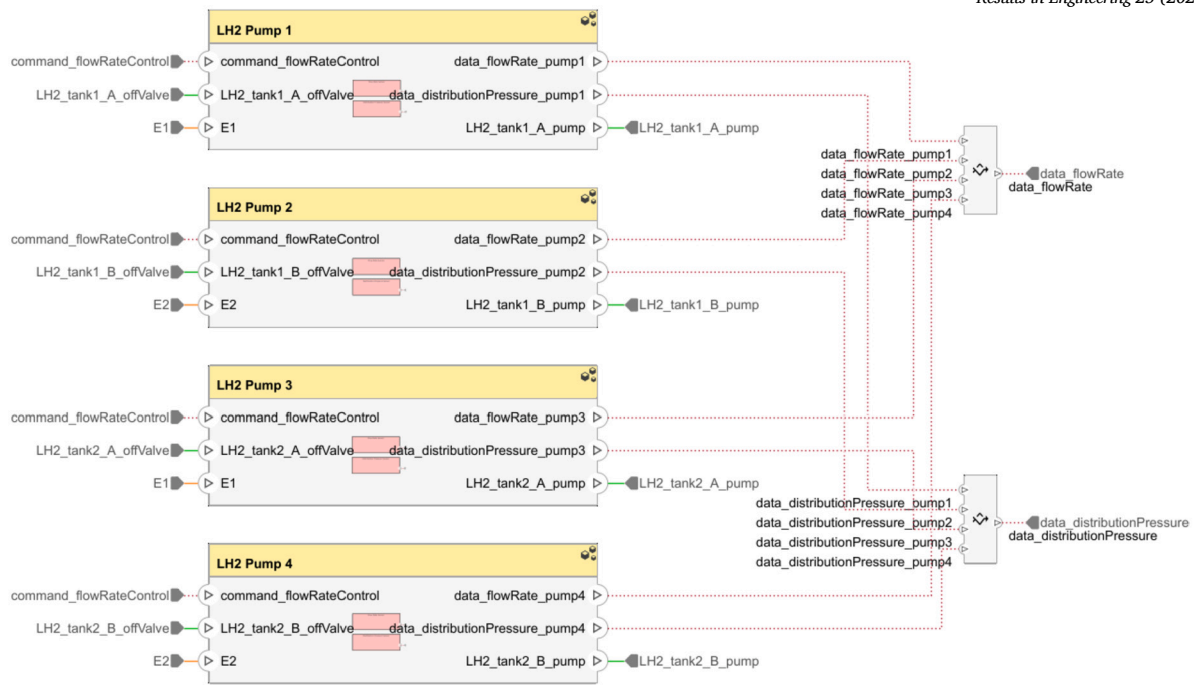 Results in Engineering 25 (202
LH2 Pump 1
command_flowRateControl
command_flowRateControl
data_flowRate_pump1
LH2_tank1_A_offValve
LH2_tank1_A_offValve
data_distributionPressure_pump1
E1
E1
LH2_tank1_A_pump
LH2_tank1_A_pump
LH2 Pump 2
command_flowRateControl
command_flowRateControl
data_flowRate_pump2
LH2_tank1_B_offValve
LH2_tank1_B_offValve
data_distributionPressure_pump2
E2
E2
LH2_tank1_B_pump
LH2_tank1_B_pump
LH2 Pump 3
command_flowRateControl
command_flowRateControl
data_flowRate_pump3
LH2_tank2_A_offValve
LH2_tank2_A_offValve
data_distributionPressure_pump3
E1
E1
LH2_tank2_A_pump
LH2_tank2_A_pump
LH2 Pump 4
command_flowRateControl
command_flowRateControl
data_flowRate_pump4
LH2_tank2_B_offValve
LH2_tank2_B_offValve
data_distributionPressure_pump4
E2
E2
LH2_tank2_B_pump
LH2_tank2_B_pump
data_flowRate_pump1
data_flowRate_pump2
data_flowRate_pump3
data_flowRate_pump4
data_flowRate
data_flowRate
data_distributionPressure_pump1
data_distributionPressure_pump2
data_distributionPressure_pump3
data_distributionPressure_pump4
data_distributionPressure
data_distributionPressure